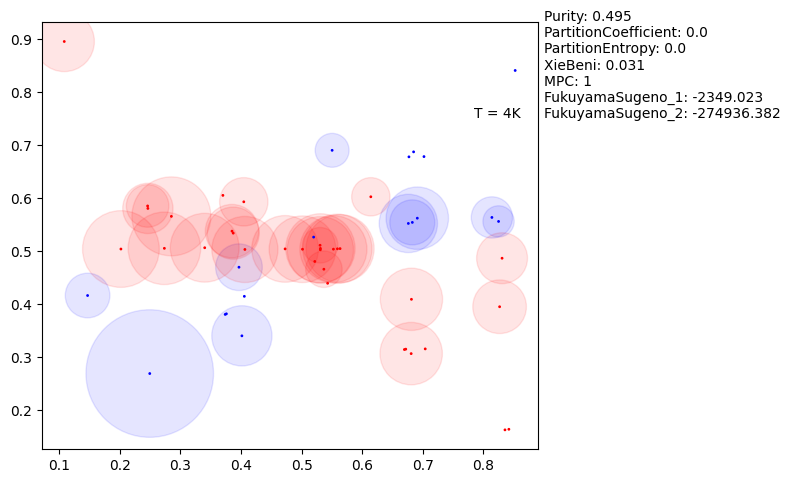 Purity: 0.495
PartitionCoefficient: 0.0
PartitionEntropy: 0.0
XieBeni: 0.031
MPC: 1
FukuyamaSugeno_1: -2349.023
FukuyamaSugeno_2: -274936.382
T = 4K
0.9
0.8
0.7
0.6
0.5
0.4
0.3
0.2
0.1 0.2 0.3 0.4 0.5 0.6 0.7 0.8